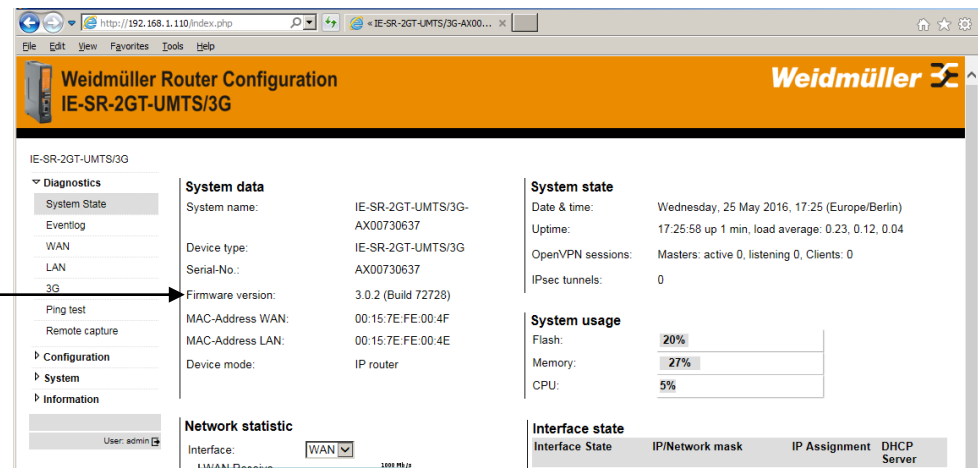 http://192.168.1.110/index.php
« IE-SR-2GT-UMTS/3G-AX00...
File Edit View Favorites Tools Help
Weidmüller Router Configuration
IE-SR-2GT-UMTS/3G
Weidmüller
IE-SR-2GT-UMTS/3G
Diagnostics
System State
Eventlog
WAN
LAN
3G
Ping test
Remote capture
Configuration
System
Information
User: admin
System data
System name: IE-SR-2GT-UMTS/3G-
AX00730637
Device type: IE-SR-2GT-UMTS/3G
Serial-No.: AX00730637
Firmware version: 3.0.2 (Build 72728)
MAC-Address WAN: 00:15:7E:FE:00:4F
MAC-Address LAN: 00:15:7E:FE:00:4E
Device mode: IP router
System state
Date & time: Wednesday, 25 May 2016, 17:25 (Europe/Berlin)
Uptime: 17:25:58 up 1 min, load average: 0.23, 0.12, 0.04
OpenVPN sessions: Masters: active 0, listening 0, Clients: 0
IPsec tunnels: 0
System usage
Flash: 20%
Memory: 27%
CPU: 5%
Network statistic
Interface: WAN
1000 Mb/s
Interface state
Interface State IP/Network mask IP Assignment DHCP
Server